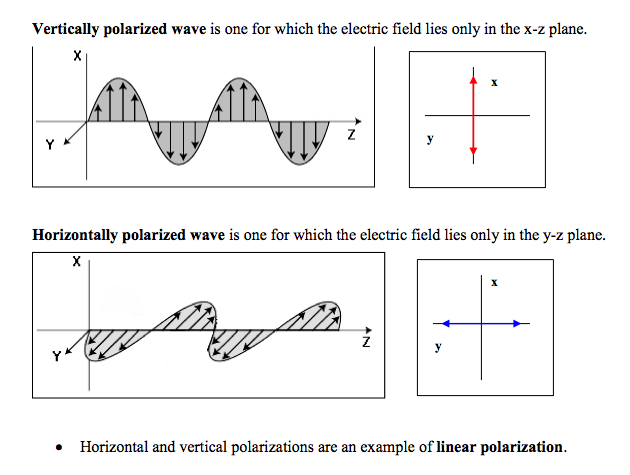 Vertically polarized wave is one for which the electric field lies only in the x-z plane.
X
Y
Z
x
y
Horizontally polarized wave is one for which the electric field lies only in the y-z plane.
X
Y
Z
x
y
• Horizontal and vertical polarizations are an example of linear polarization.